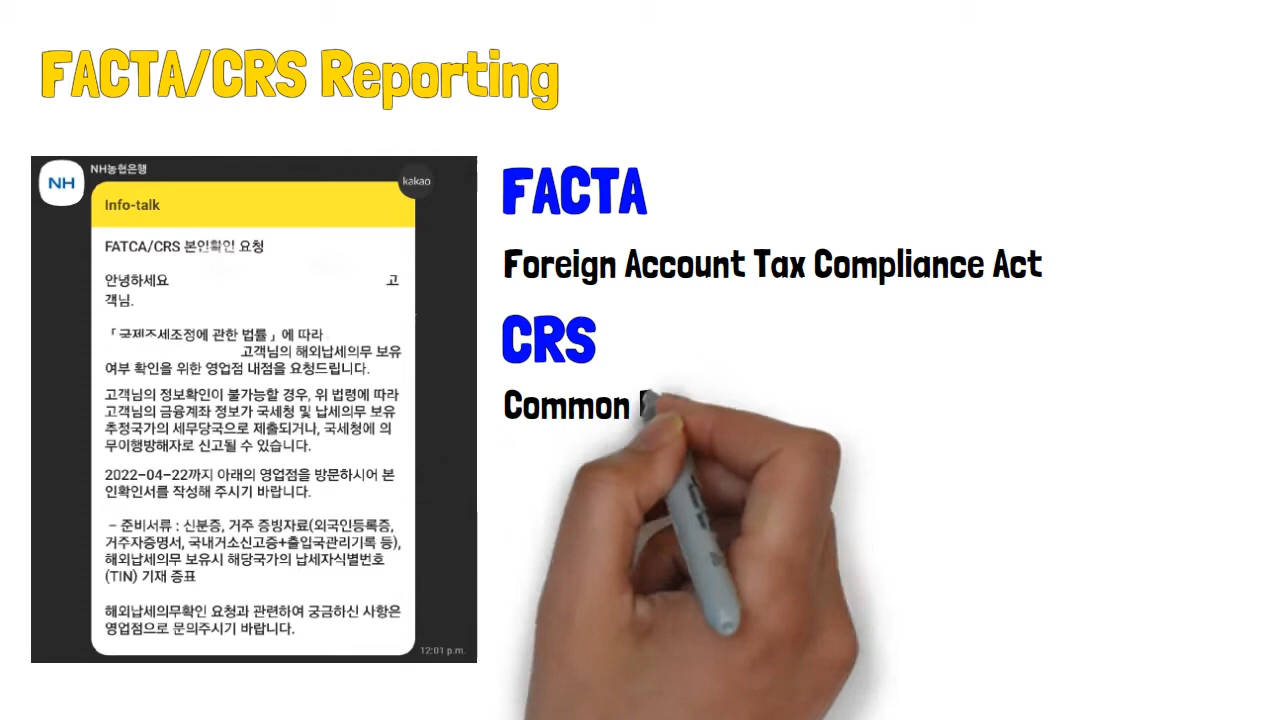 FACTA/CRS Reporting
NH농협은행
NH
kakao
Info-talk
FATCA/CRS 본인확인 요청
안녕하세요 고
객님.
「국제조세조정에 관한 법률」에 따라
고객님의 해외납세의무 보유
여부 확인을 위한 영업점 내점을 요청드립니다.
고객님의 정보확인이 불가능할 경우, 위 법령에 따라
고객님의 금융계좌 정보가 국세청 및 납세의무 보유
추정국가의 세무당국으로 제출되거나, 국세청에 의
무이행방해자로 신고될 수 있습니다.
2022-04-22까지 아래의 영업점을 방문하시어 본
인확인서를 작성해 주시기 바랍니다.
- 준비서류 : 신분증, 거주 증빙자료(외국인등록증,
거주자증명서, 국내거소신고증+출입국관리기록 등),
해외납세의무 보유시 해당국가의 납세자식별번호
(TIN) 기재 증표
해외납세의무확인 요청과 관련하여 궁금하신 사항은
영업점으로 문의주시기 바랍니다.
12:01 p.m.
FACTA
Foreign Account Tax Compliance Act
CRS
Common